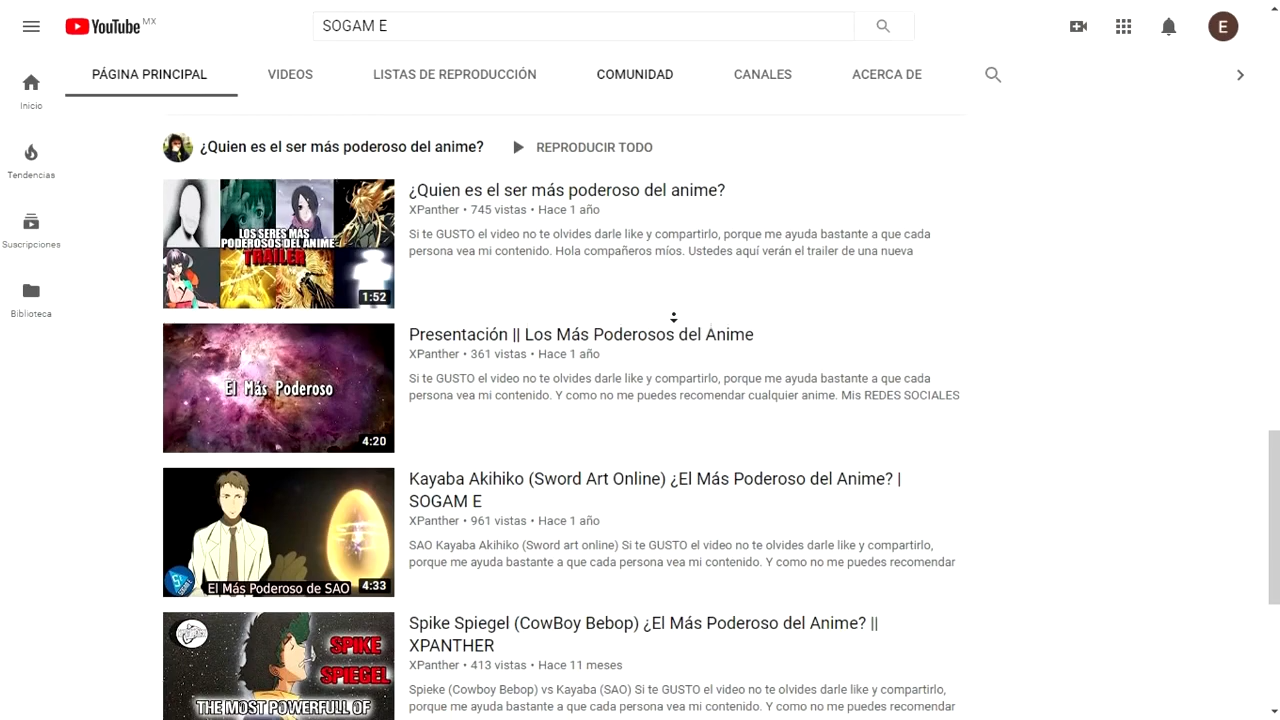 YouTube MX
SOGAM E
E
PÁGINA PRINCIPAL
VIDEOS
LISTAS DE REPRODUCCIÓN
COMUNIDAD
CANALES
ACERCA DE
Inicio
Tendencias
Suscripciones
Biblioteca
¿Quien es el ser más poderoso del anime?
REPRODUCIR TODO
LOS SERES MAS
PODEROSOS DEL ANIME
TRAILER
1:52
¿Quien es el ser más poderoso del anime?
XPanther • 745 vistas • Hace 1 año
Si te GUSTO el video no te olvides darle like y compartirlo, porque me ayuda bastante a que cada
persona vea mi contenido. Hola compañeros míos. Ustedes aquí verán el trailer de una nueva
El Más Poderoso
4:20
Presentación || Los Más Poderosos del Anime
XPanther • 361 vistas • Hace 1 año
Si te GUSTO el video no te olvides darle like y compartirlo, porque me ayuda bastante a que cada
persona vea mi contenido. Y como no me puedes recomendar cualquier anime. Mis REDES SOCIALES
El Más Poderoso de SAO
4:33
Kayaba Akihiko (Sword Art Online) ¿El Más Poderoso del Anime? |
SOGAM E
XPanther • 961 vistas • Hace 1 año
SAO Kayaba Akihiko (Sword art online) Si te GUSTO el video no te olvides darle like y compartirlo,
porque me ayuda bastante a que cada persona vea mi contenido. Y como no me puedes recomendar
SPIKE
SPIEGEL
THE MOST POWERFULL OF
Spike Spiegel (CowBoy Bebop) ¿El Más Poderoso del Anime? ||
XPANTHER
XPanther • 413 vistas • Hace 11 meses
Spieke (Cowboy Bebop) vs Kayaba (SAO) Si te GUSTO el video no te olvides darle like y compartirlo,
porque me ayuda bastante a que cada persona vea mi contenido. Y como no me puedes recomendar